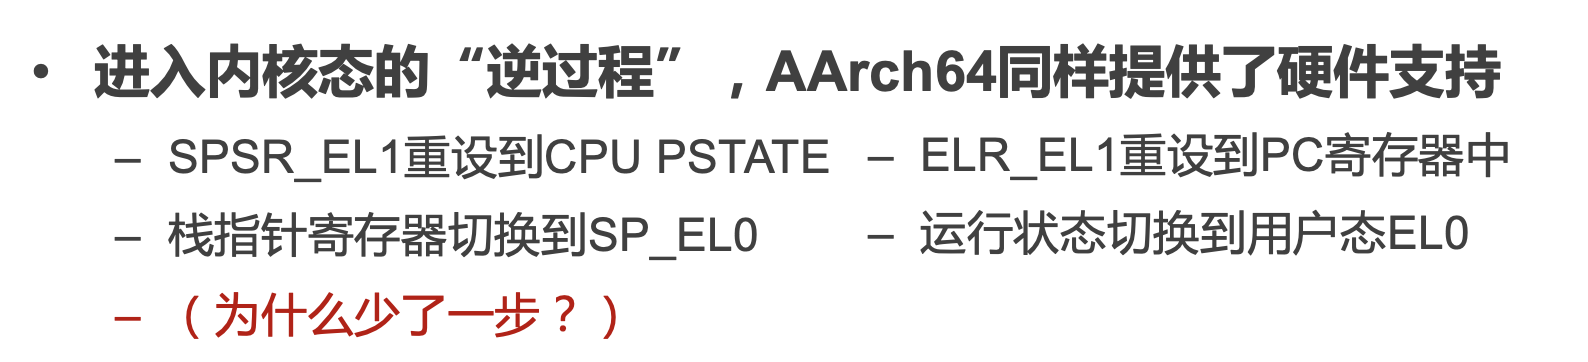 • 进入内核态的“逆过程”，AArch64同样提供了硬件支持
– SPSR_EL1重设到CPU PSTATE – ELR_EL1重设到PC寄存器中
– 栈指针寄存器切换到SP_EL0 – 运行状态切换到用户态EL0
– （为什么少了一步？）